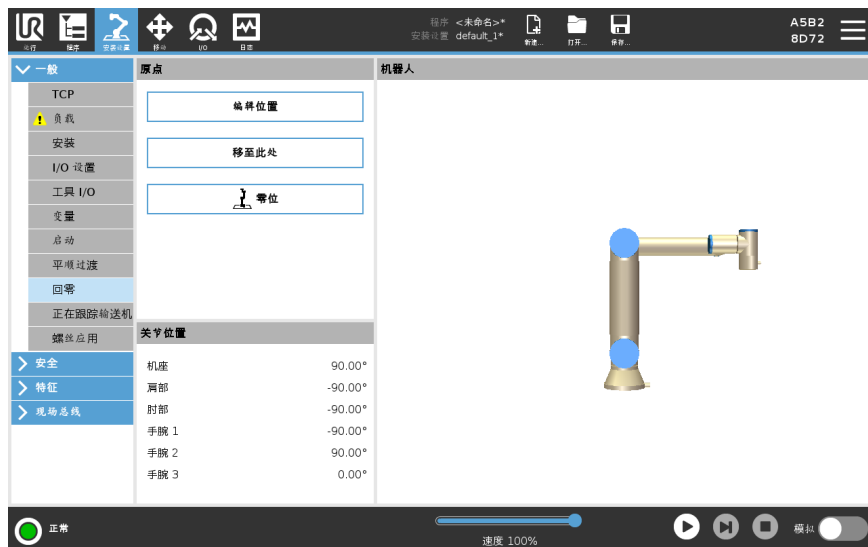 UR
运行
程序
安装设置
移动
I/O
日志
程序 <未命名>*
安装设置 default_1*
新建...
打开...
保存...
A5B2
8D72
一般
TCP
负载
安装
I/O 设置
工具 I/O
变量
启动
平顺过渡
回零
正在跟踪输送机
螺丝应用
安全
特征
现场总线
原点
编辑位置
移至此处
零位
关节位置
机座 90.00°
肩部 -90.00°
肘部 -90.00°
手腕 1 -90.00°
手腕 2 90.00°
手腕 3 0.00°
机器人
正常
速度 100%
模拟